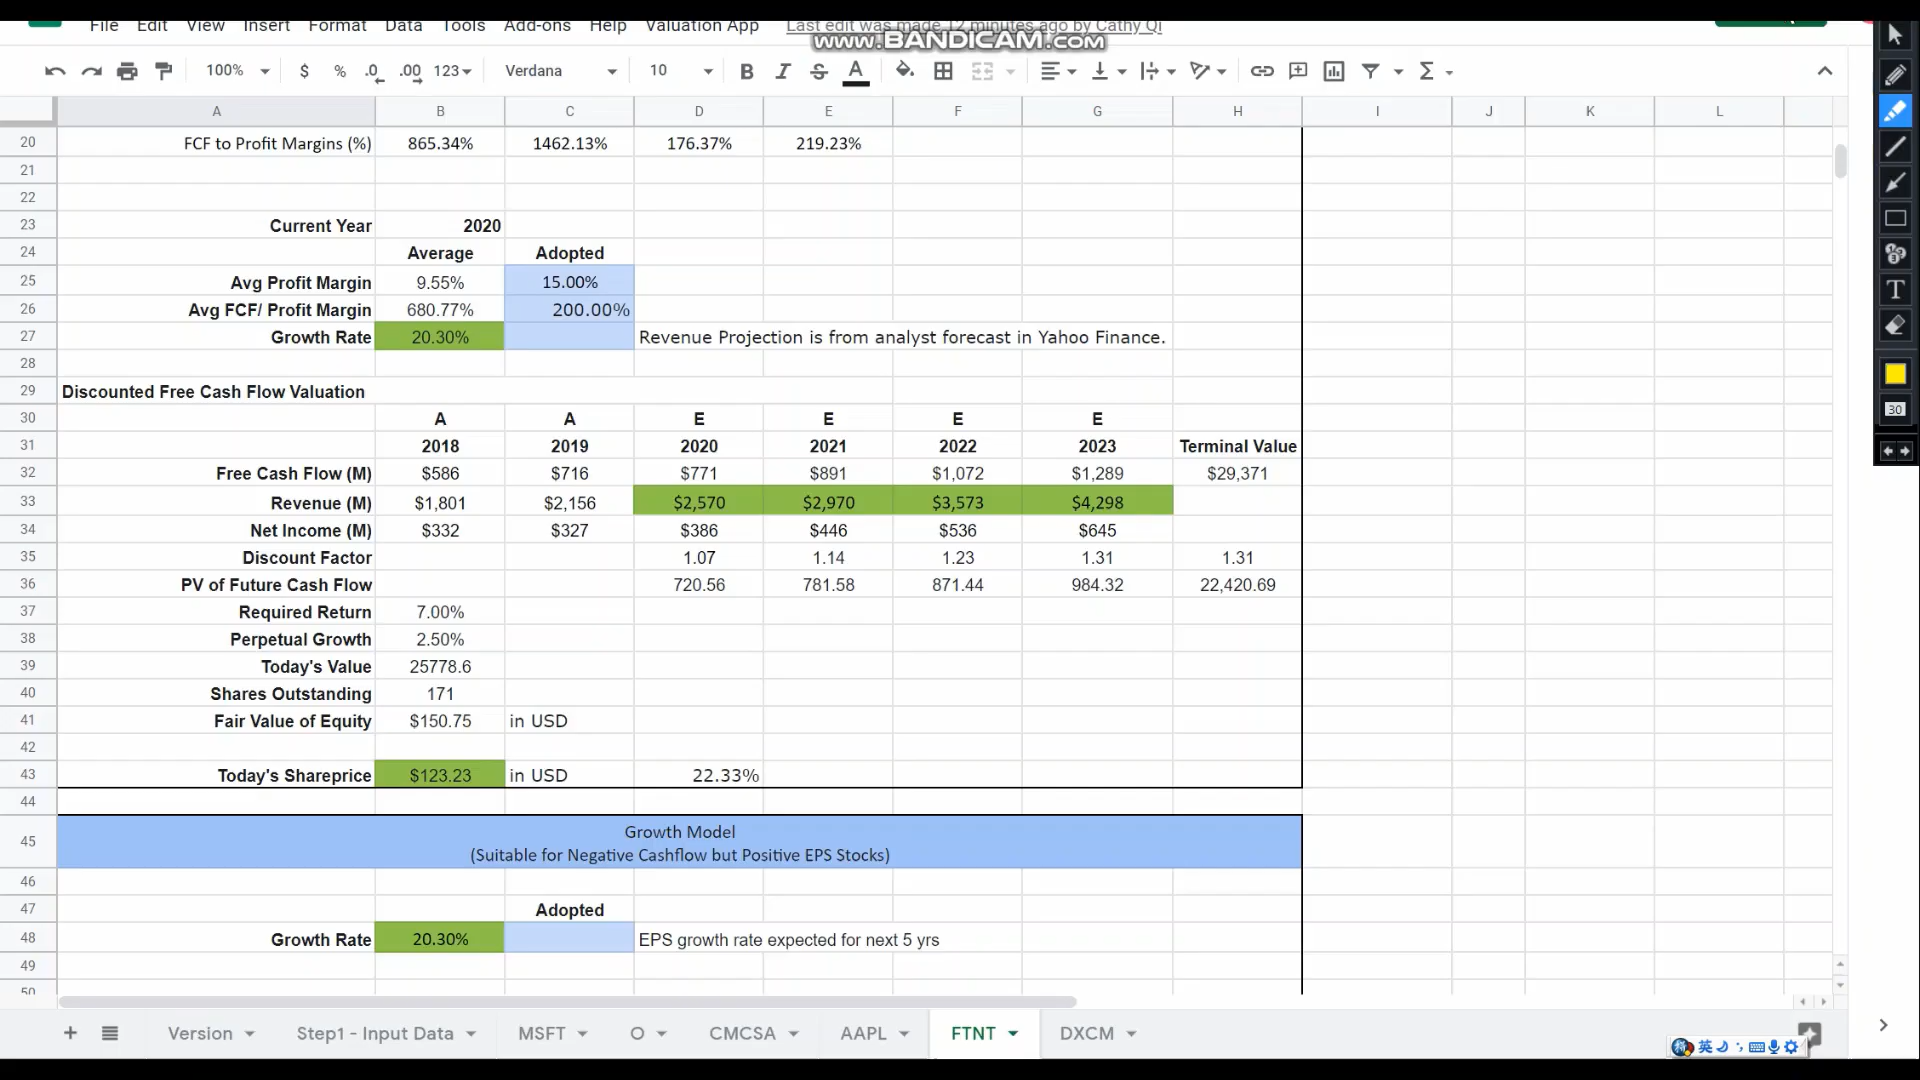 File Edit View Insert Format Data Tools Add-ons Help Valuation App Last edit was made 12 minutes ago by Cathy Qi
www.BANDICAM.COM
100% $ % .0 .00 123 Verdana 10 B I S A Σ
A B C D E F G H I J K L
20 FCF to Profit Margins (%) 865.34% 1462.13% 176.37% 219.23%
21
22
23 Current Year 2020
24 Average Adopted
25 Avg Profit Margin 9.55% 15.00%
26 Avg FCF/ Profit Margin 680.77% 200.00%
27 Growth Rate 20.30% Revenue Projection is from analyst forecast in Yahoo Finance.
28
29 Discounted Free Cash Flow Valuation
30 A A E E E E
31 2018 2019 2020 2021 2022 2023 Terminal Value
32 Free Cash Flow (M) $586 $716 $771 $891 $1,072 $1,289 $29,371
33 Revenue (M) $1,801 $2,156 $2,570 $2,970 $3,573 $4,298
34 Net Income (M) $332 $327 $386 $446 $536 $645
35 Discount Factor 1.07 1.14 1.23 1.31 1.31
36 PV of Future Cash Flow 720.56 781.58 871.44 984.32 22,420.69
37 Required Return 7.00%
38 Perpetual Growth 2.50%
39 Today's Value 25778.6
40 Shares Outstanding 171
41 Fair Value of Equity $150.75 in USD
42
43 Today's Shareprice $123.23 in USD 22.33%
44
45 Growth Model
(Suitable for Negative Cashflow but Positive EPS Stocks)
46
47 Adopted
48 Growth Rate 20.30% EPS growth rate expected for next 5 yrs
49
50
T
30
+ Version Step1 - Input Data MSFT O CMCSA AAPL FTNT DXCM
英